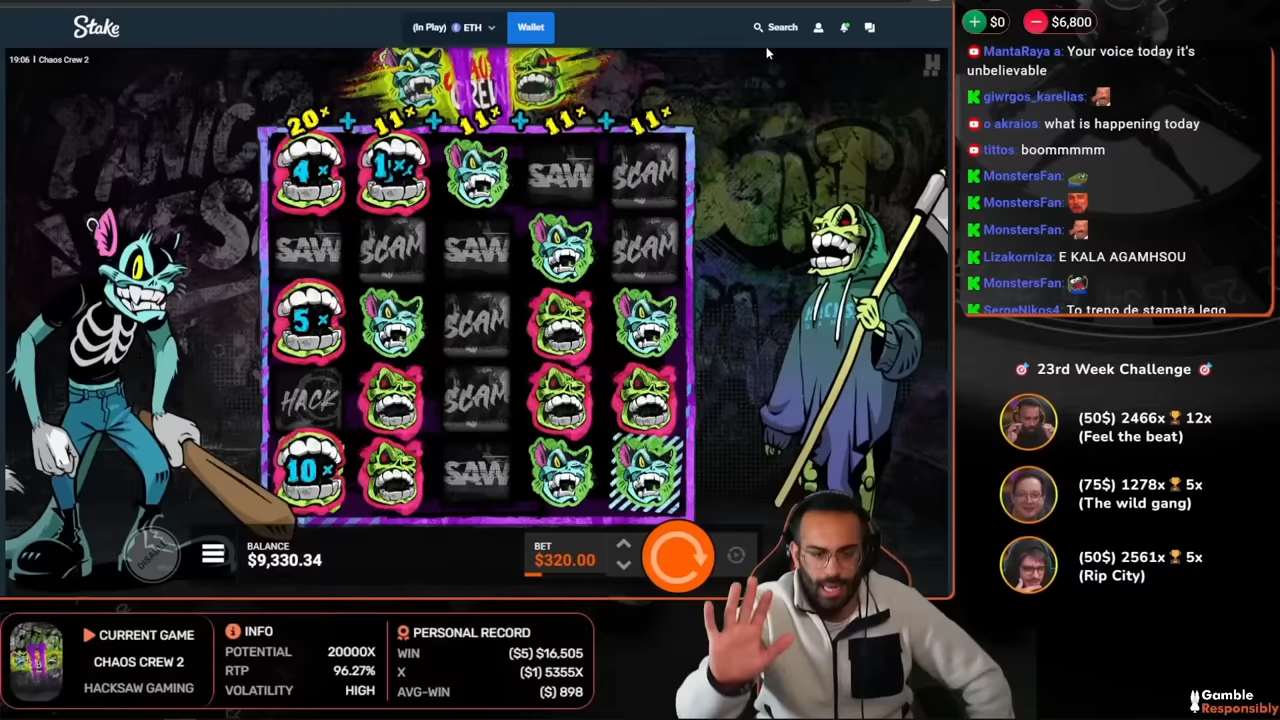 Stake
(In Play) ETH
Wallet
Search
19:06 | Chaos Crew 2
20x + 11x + 11x + 11x + 11x
4x
SAW
SCAM
SAW
SCAM
SAW
SCAM
5x
SCAM
HACK
SCAM
10x
SAW
BALANCE
$9,330.34
BET
$320.00
CURRENT GAME
CHAOS CREW 2
HACKSAW GAMING
INFO
POTENTIAL 20000X
RTP 96.27%
VOLATILITY HIGH
PERSONAL RECORD
WIN ($5) $16,505
X ($1) 5355X
AVG-WIN ($) 898
+ $0 − $6,800
MantaRaya a: Your voice today it's
unbelievable
giwrgos_karelias:
o akraios: what is happening today
tittos: boommmmm
MonstersFan:
MonstersFan:
MonstersFan:
Lizakorniza: E KALA AGAMHSOU
MonstersFan:
SergeNikos4: To treno de stamata lego
23rd Week Challenge
(50$) 2466x 12x
(Feel the beat)
(75$) 1278x 5x
(The wild gang)
(50$) 2561x 5x
(Rip City)
Gamble
Responsibly